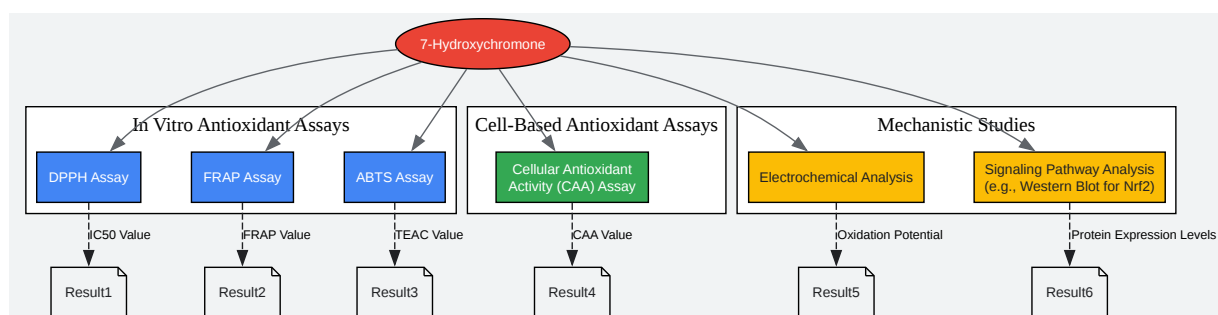 7-Hydroxychromone
In Vitro Antioxidant Assays
Cell-Based Antioxidant Assays
Mechanistic Studies
DPPH Assay
FRAP Assay
ABTS Assay
Cellular Antioxidant
Activity (CAA) Assay
Electrochemical Analysis
Signaling Pathway Analysis
(e.g., Western Blot for Nrf2)
IC50 Value
FRAP Value
TEAC Value
CAA Value
Oxidation Potential
Protein Expression Levels
Result1
Result2
Result3
Result4
Result5
Result6